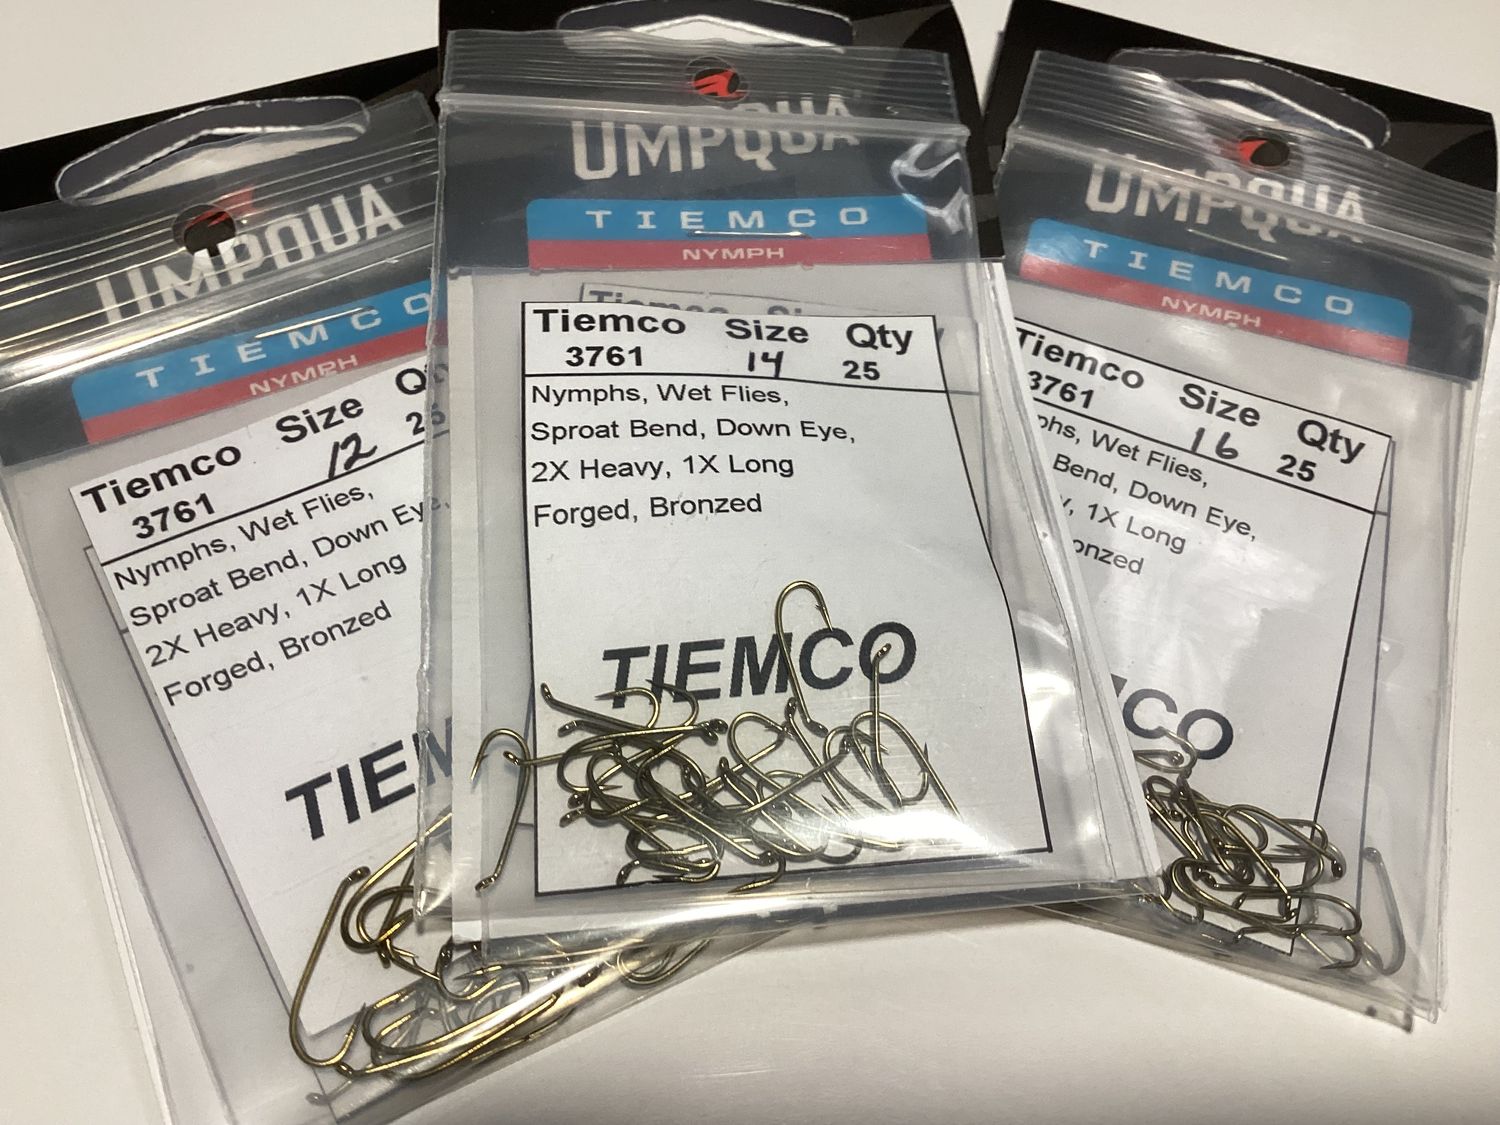 UMPQUA
TIEMCO
NYMPH
Tiemco Size
3761 12 25
Nymphs, Wet Flies,
Sproat Bend, Down Eye,
2X Heavy, 1X Long
Forged, Bronzed
UMPQUA
TIEMCO
NYMPH
Tiemco
Tiemco Size Qty
3761 14 25
Nymphs, Wet Flies,
Sproat Bend, Down Eye,
2X Heavy, 1X Long
Forged, Bronzed
TIEMCO
UMPQUA
TIEMCO
NYMPH
Tiemco Size Qty
3761 16 25
Wet Flies,
Bend, Down Eye,
1X Long